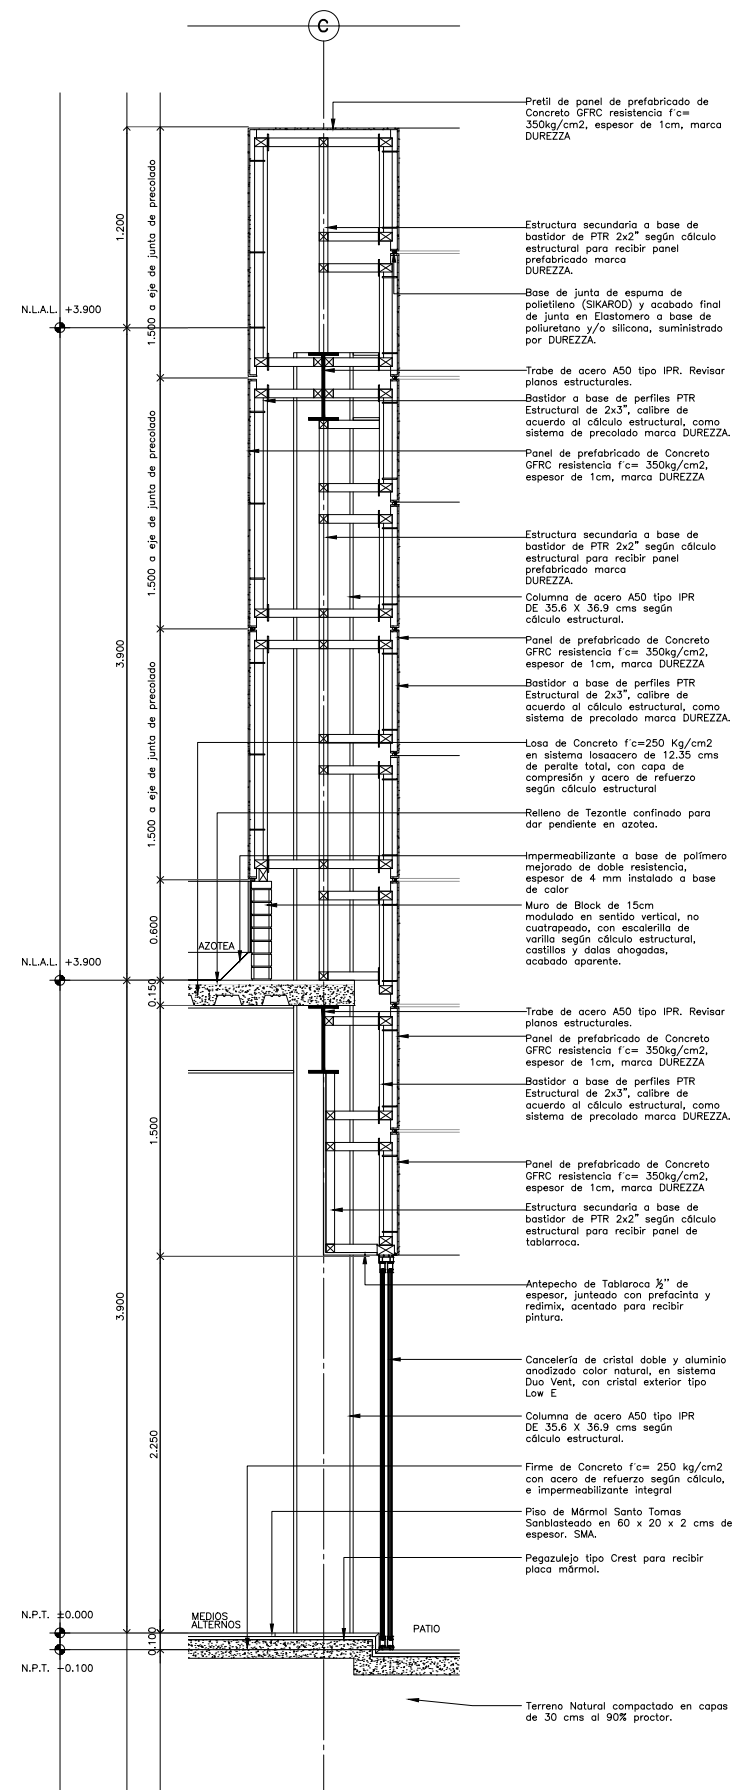 C
Pretil de panel de prefabricado de
Concreto GFRC resistencia f'c=
350kg/cm2, espesor de 1cm, marca
DUREZZA
1.200
1.500 a eje de junta de precolado
Estructura secundaria a base de
bastidor de PTR 2x2" según cálculo
estructural para recibir panel
prefabricado marca
DUREZZA.
Base de junta de espuma de
polietileno (SIKAROD) y acabado final
de junta en Elastomero a base de
poliuretano y/o silicona, suministrado
por DUREZZA.
N.L.AL. +3.900
Trabe de acero A50 tipo IPR. Revisar
planos estructurales.
Bastidor a base de perfiles PTR
Estructural de 2x3", calibre de
acuerdo al cálculo estructural, como
sistema de precolado marca DUREZZA.
Panel de prefabricado de Concreto
GFRC resistencia f'c= 350kg/cm2,
espesor de 1cm, marca DUREZZA
1.500 a eje de junta de precolado
Estructura secundaria a base de
bastidor de PTR 2x2" según cálculo
estructural para recibir panel
prefabricado marca
DUREZZA.
Columna de acero A50 tipo IPR
DE 35.6 X 36.9 cms según
cálculo estructural.
3.900
Panel de prefabricado de Concreto
GFRC resistencia f'c= 350kg/cm2,
espesor de 1cm, marca DUREZZA
Bastidor a base de perfiles PTR
Estructural de 2x3", calibre de
acuerdo al cálculo estructural, como
sistema de precolado marca DUREZZA.
1.500 a eje de junta de precolado
Losa de Concreto f'c=250 Kg/cm2
en sistema losaacero de 12.35 cms
de peralte total, con capa de
compresión y acero de refuerzo
según cálculo estructural
Relleno de Tezontle confinado para
dar pendiente en azotea.
Impermeabilizante a base de polímero
mejorado de doble resistencia,
espesor de 4 mm instalado a base
de calor
Muro de Block de 15cm
modulado en sentido vertical, no
cuatrapeado, con escalerilla de
varilla según cálculo estructural,
castillos y dalas ahogadas,
acabado aparente.
0.600
AZOTEA
N.L.AL. +3.900
0.150
Trabe de acero A50 tipo IPR. Revisar
planos estructurales.
Panel de prefabricado de Concreto
GFRC resistencia f'c= 350kg/cm2,
espesor de 1cm, marca DUREZZA
Bastidor a base de perfiles PTR
Estructural de 2x3", calibre de
acuerdo al cálculo estructural, como
sistema de precolado marca DUREZZA.
1.500
Panel de prefabricado de Concreto
GFRC resistencia f'c= 350kg/cm2,
espesor de 1cm, marca DUREZZA
Estructura secundaria a base de
bastidor de PTR 2x2" según cálculo
estructural para recibir panel de
tablarroca.
3.900
Antepecho de Tablaroca ½" de
espesor, junteado con prefacinta y
redimix, acentado para recibir
pintura.
Cancelería de cristal doble y aluminio
anodizado color natural, en sistema
Duo Vent, con cristal exterior tipo
Low E
Columna de acero A50 tipo IPR
DE 35.6 X 36.9 cms según
cálculo estructural.
2.250
Firme de Concreto f'c= 250 kg/cm2
con acero de refuerzo según cálculo,
e impermeabilizante integral
Piso de Mármol Santo Tomas
Sanblasteado en 60 x 20 x 2 cms de
espesor. SMA.
Pegazulejo tipo Crest para recibir
placa mármol.
N.P.T. ±0.000
MEDIOS
ALTERNOS
PATIO
0.100
N.P.T. -0.100
Terreno Natural compactado en capas
de 30 cms al 90% proctor.